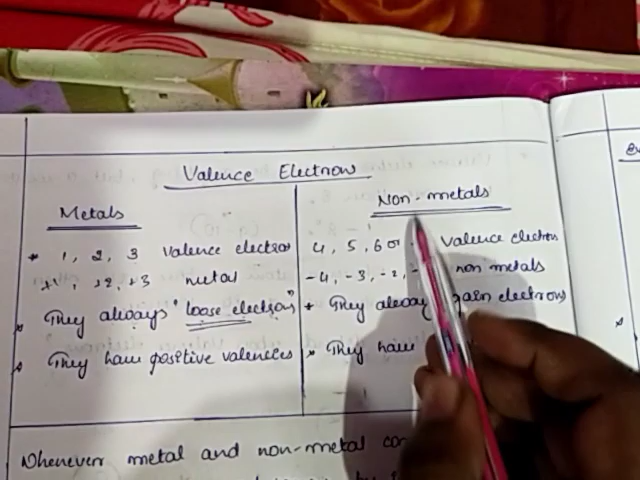 Valence Electron
Metals
* 1, 2, 3 Valence electron
+1, +2, +3 metal
* They always "loose electrons"
* They have positive valencies
Non-metals
4, 5, 6 or Valence electron
-4, -3, -2, - non metals
* They always gain electrons
* They have
Whenever metal and non-metal